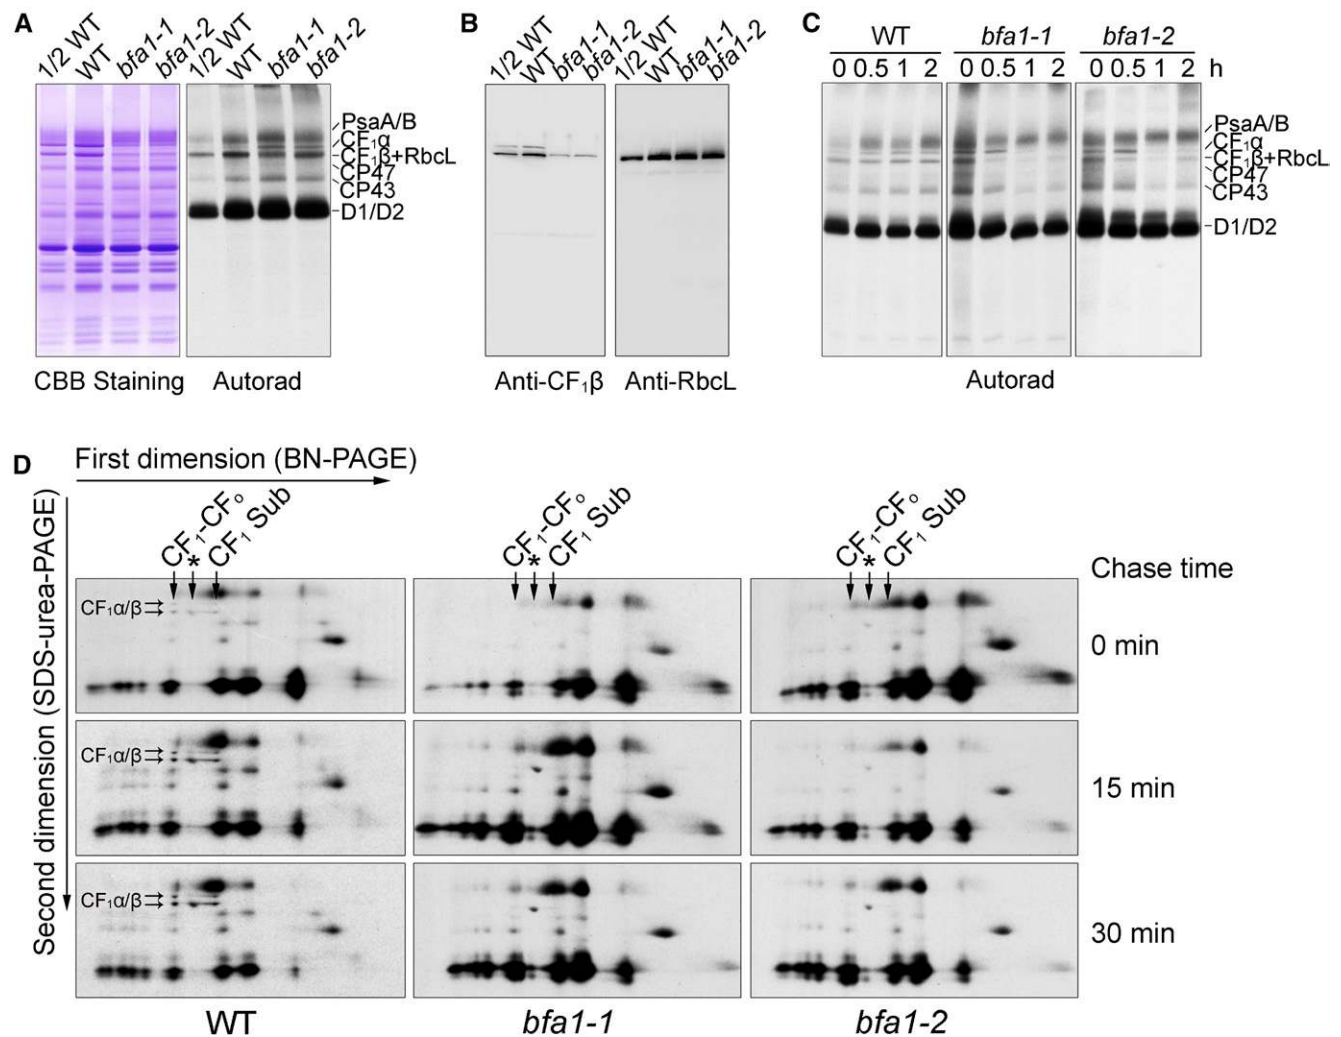 A
1/2 WT WT bfa1-1 bfa1-2 1/2 WT WT bfa1-1 bfa1-2
PsaA/B
CF₁α
CF₁β+RbcL
CP47
CP43
D1/D2
CBB Staining Autorad
B
1/2 WT WT bfa1-1 bfa1-2 1/2 WT WT bfa1-1 bfa1-2
Anti-CF₁β Anti-RbcL
C
WT bfa1-1 bfa1-2
0 0.5 1 2 0 0.5 1 2 0 0.5 1 2 h
PsaA/B
CF₁α
CF₁β+RbcL
CP47
CP43
D1/D2
Autorad
D
First dimension (BN-PAGE)
Second dimension (SDS-urea-PAGE)
CF₁-CFₒ * CF₁ Sub CF₁-CFₒ * CF₁ Sub CF₁-CFₒ * CF₁ Sub
Chase time
CF₁α/β
0 min
CF₁α/β
15 min
CF₁α/β
30 min
WT bfa1-1 bfa1-2